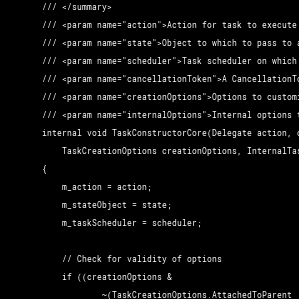 /// </summary>
/// <param name="action">Action for task to execute
/// <param name="state">Object to which to pass to
/// <param name="scheduler">Task scheduler on which
/// <param name="cancellationToken">A CancellationTo
/// <param name="creationOptions">Options to customi
/// <param name="internalOptions">Internal options
internal void TaskConstructorCore(Delegate action,
TaskCreationOptions creationOptions, InternalTas
{
m_action = action;
m_stateObject = state;
m_taskScheduler = scheduler;
// Check for validity of options
if ((creationOptions &
~(TaskCreationOptions.AttachedToParent